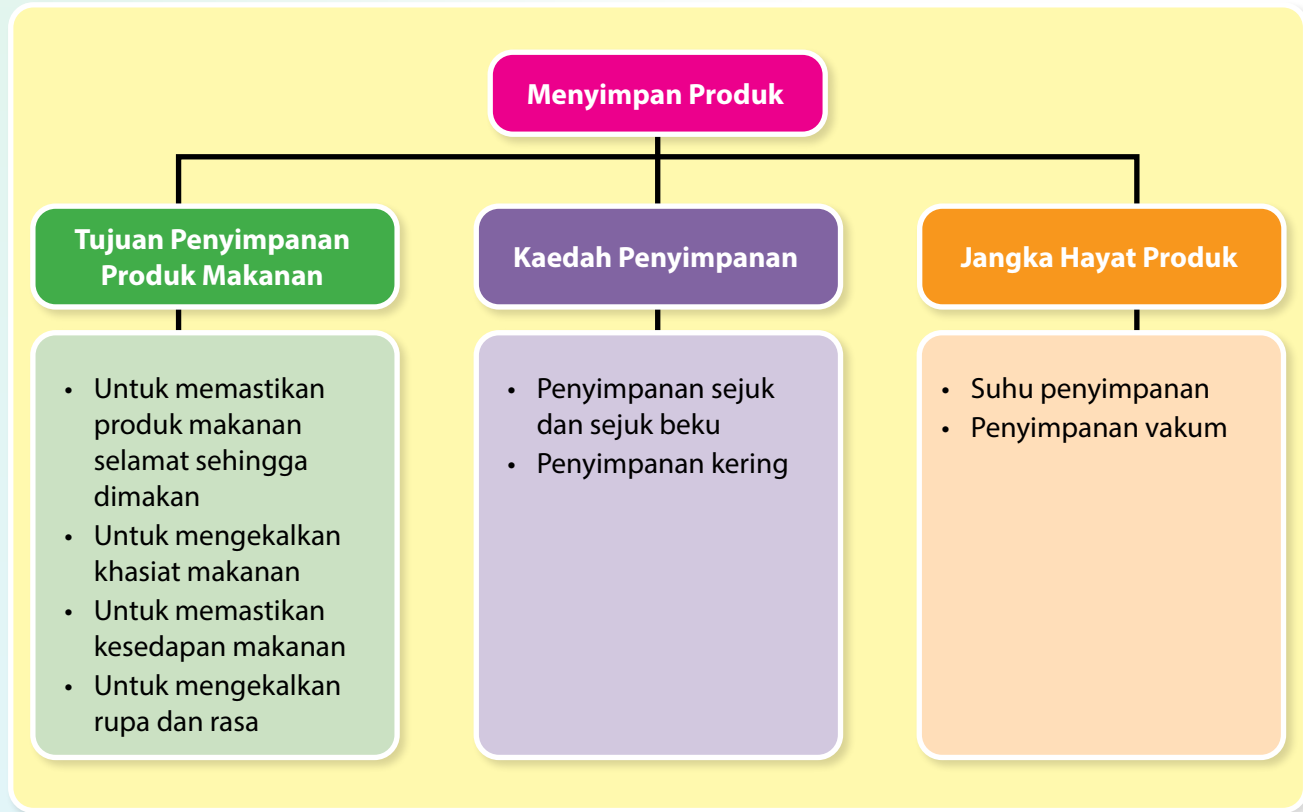 Menyimpan Produk
Tujuan Penyimpanan
Produk Makanan
• Untuk memastikan
produk makanan
selamat sehingga
dimakan
• Untuk mengekalkan
khasiat makanan
• Untuk memastikan
kesedapan makanan
• Untuk mengekalkan
rupa dan rasa
Kaedah Penyimpanan
• Penyimpanan sejuk
dan sejuk beku
• Penyimpanan kering
Jangka Hayat Produk
• Suhu penyimpanan
• Penyimpanan vakum